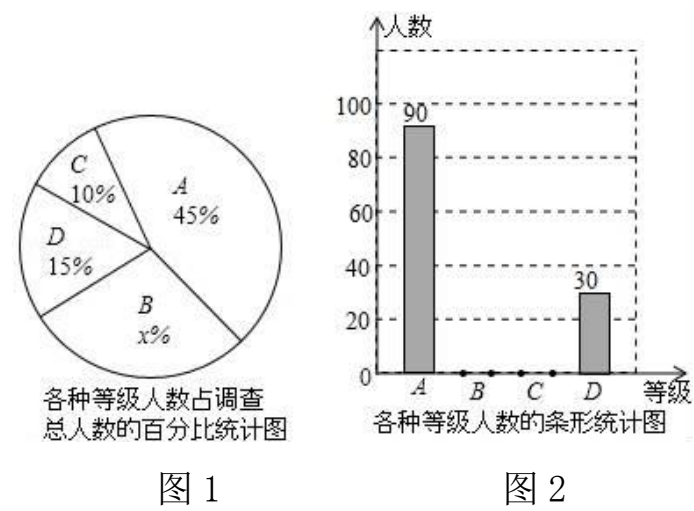 C
10%
A
45%
D
15%
B
x%
各种等级人数占调查
总人数的百分比统计图
图 1
人数
100
80
60
40
20
0
90
30
A
B
C
D
等级
各种等级人数的条形统计图
图 2